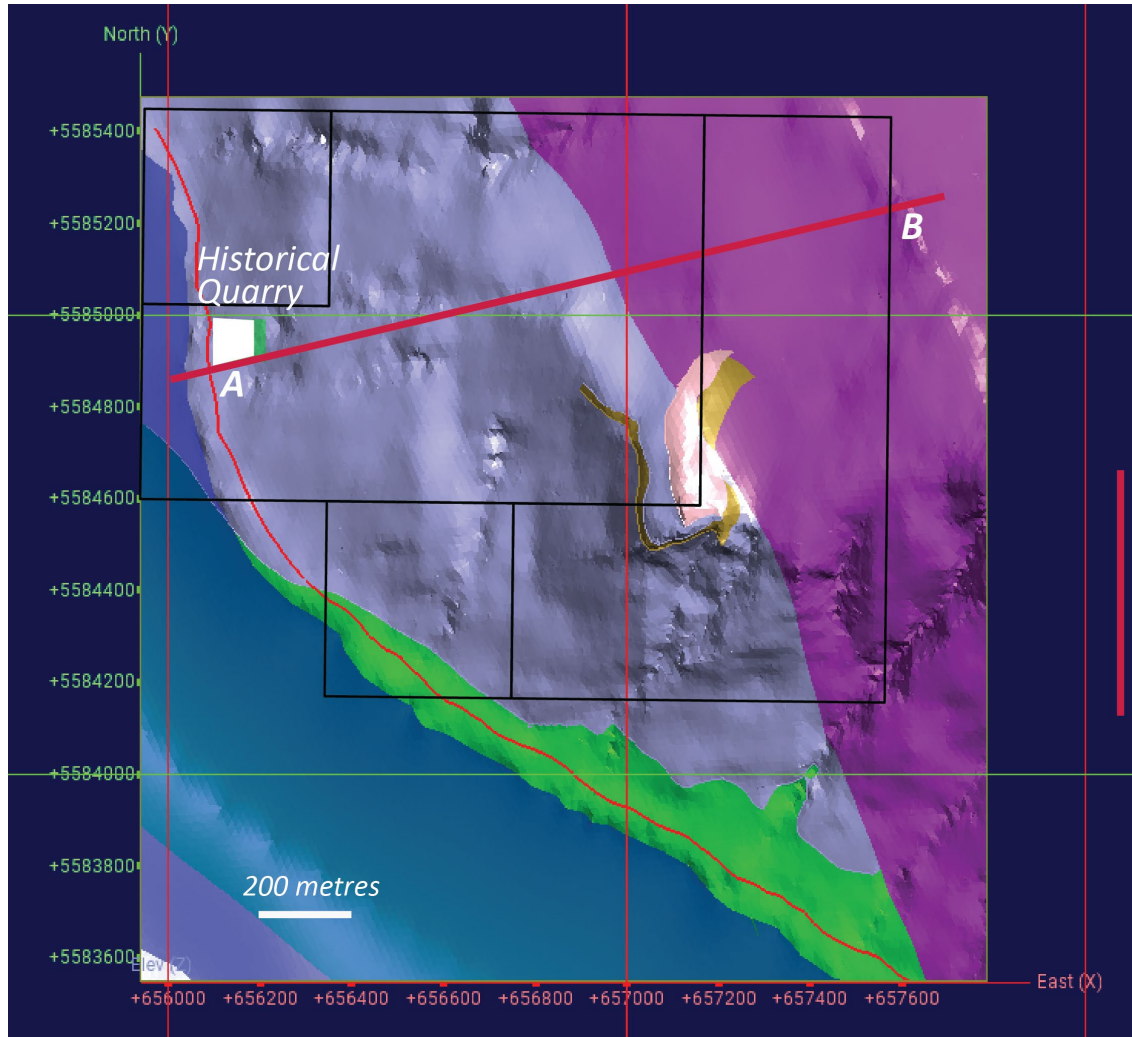 North (Y)
+5585400
+5585200
Historical
Quarry
B
+5585000
A
+5584800
+5584600
+5584400
+5584200
+5584000
+5583800
200 metres
+5583600
Elev (Z)
East (X)
+656000 +656200 +656400 +656600 +656800 +657000 +657200 +657400 +657600